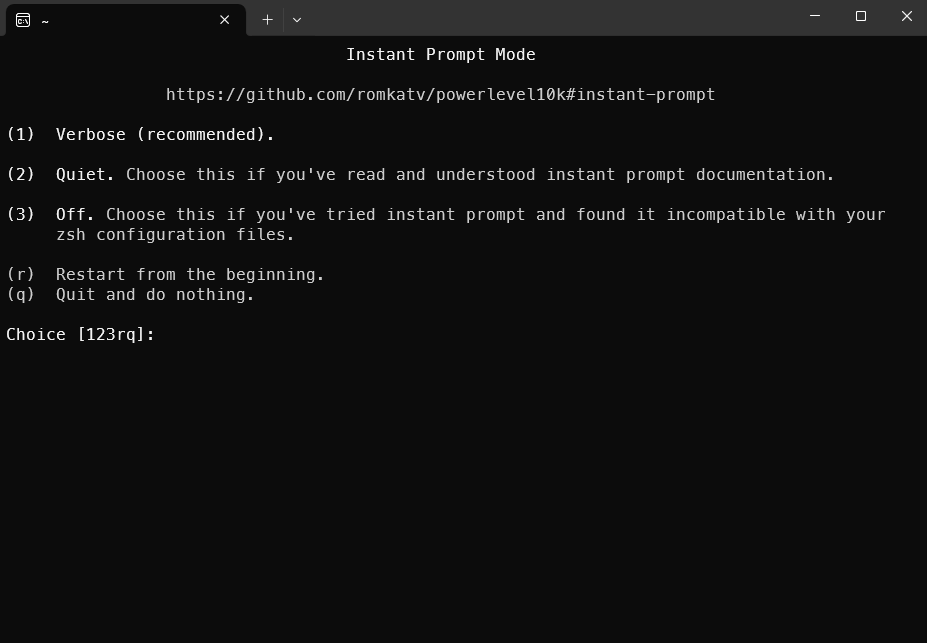 ~
Instant Prompt Mode
https://github.com/romkatv/powerlevel10k#instant-prompt
(1) Verbose (recommended).
(2) Quiet. Choose this if you've read and understood instant prompt documentation.
(3) Off. Choose this if you've tried instant prompt and found it incompatible with your
zsh configuration files.
(r) Restart from the beginning.
(q) Quit and do nothing.
Choice [123rq]: